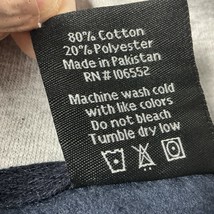 80% Cotton
20% Polyester
Made in Pakistan
RN# 106552
Machine wash cold
with like colors
Do not bleach
Tumble dry low